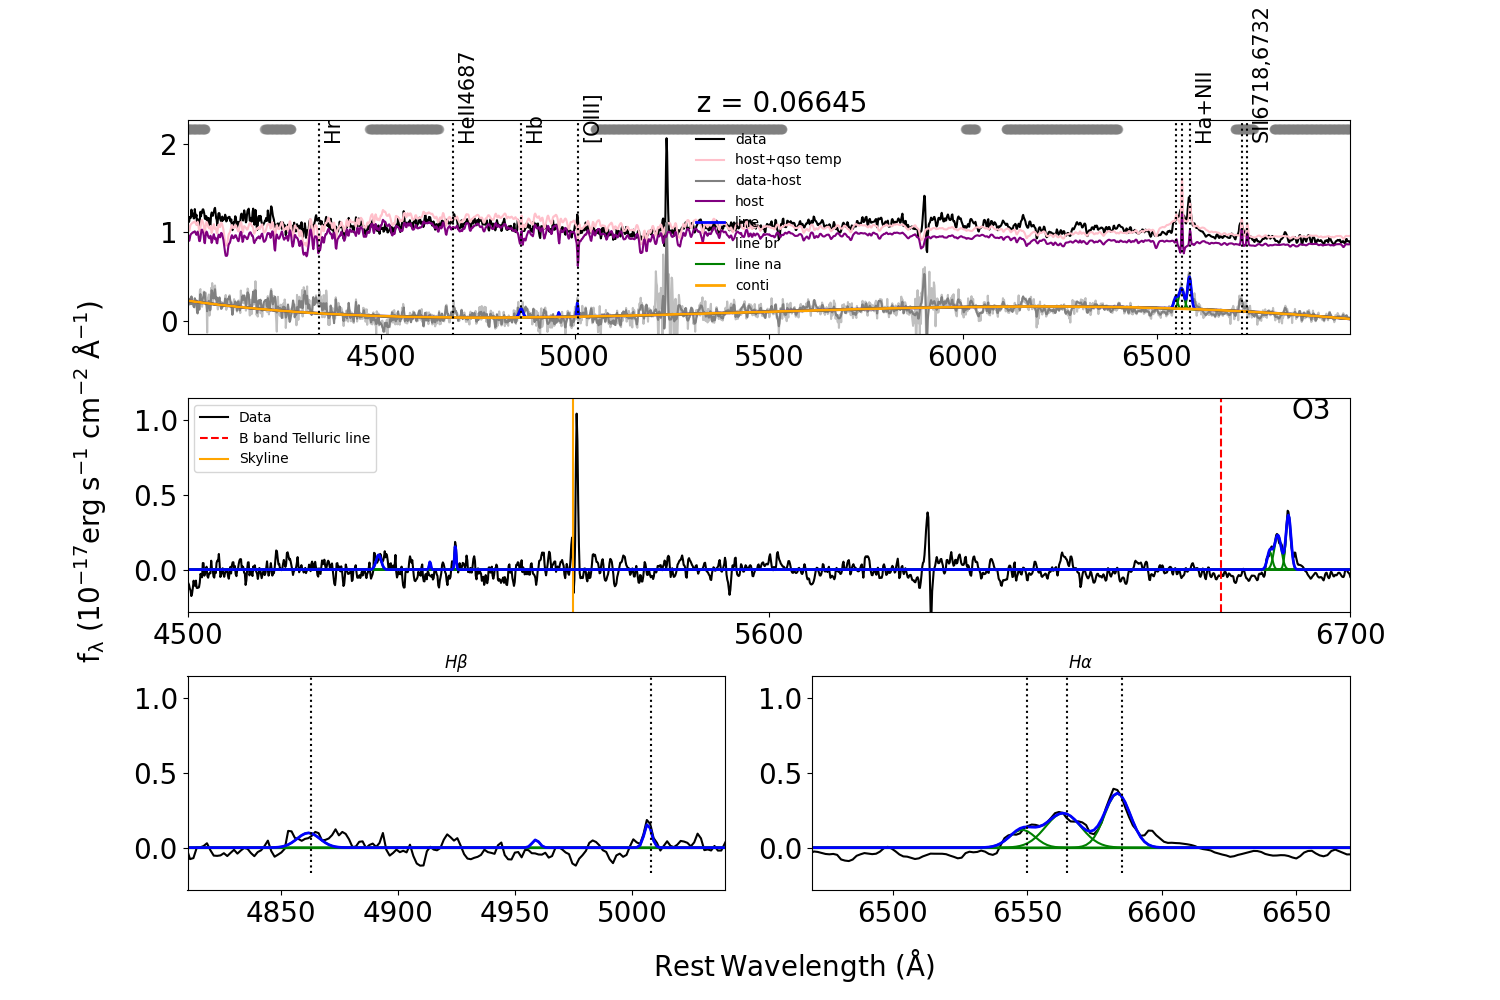 z = 0.06645
Hr
HeII4687
Hb
[OIII]
Ha+NII
SII6718,6732
data
host+qso temp
data-host
host
line
line br
line na
conti
2
1
0
4500 5000 5500 6000 6500
O3
Data
B band Telluric line
Skyline
1.0
0.5
0.0
4500 5600 6700
fλ (10⁻¹⁷erg s⁻¹ cm⁻² Å⁻¹)
Hβ
1.0
0.5
0.0
4850 4900 4950 5000
Hα
1.0
0.5
0.0
6500 6550 6600 6650
Rest Wavelength (Å)